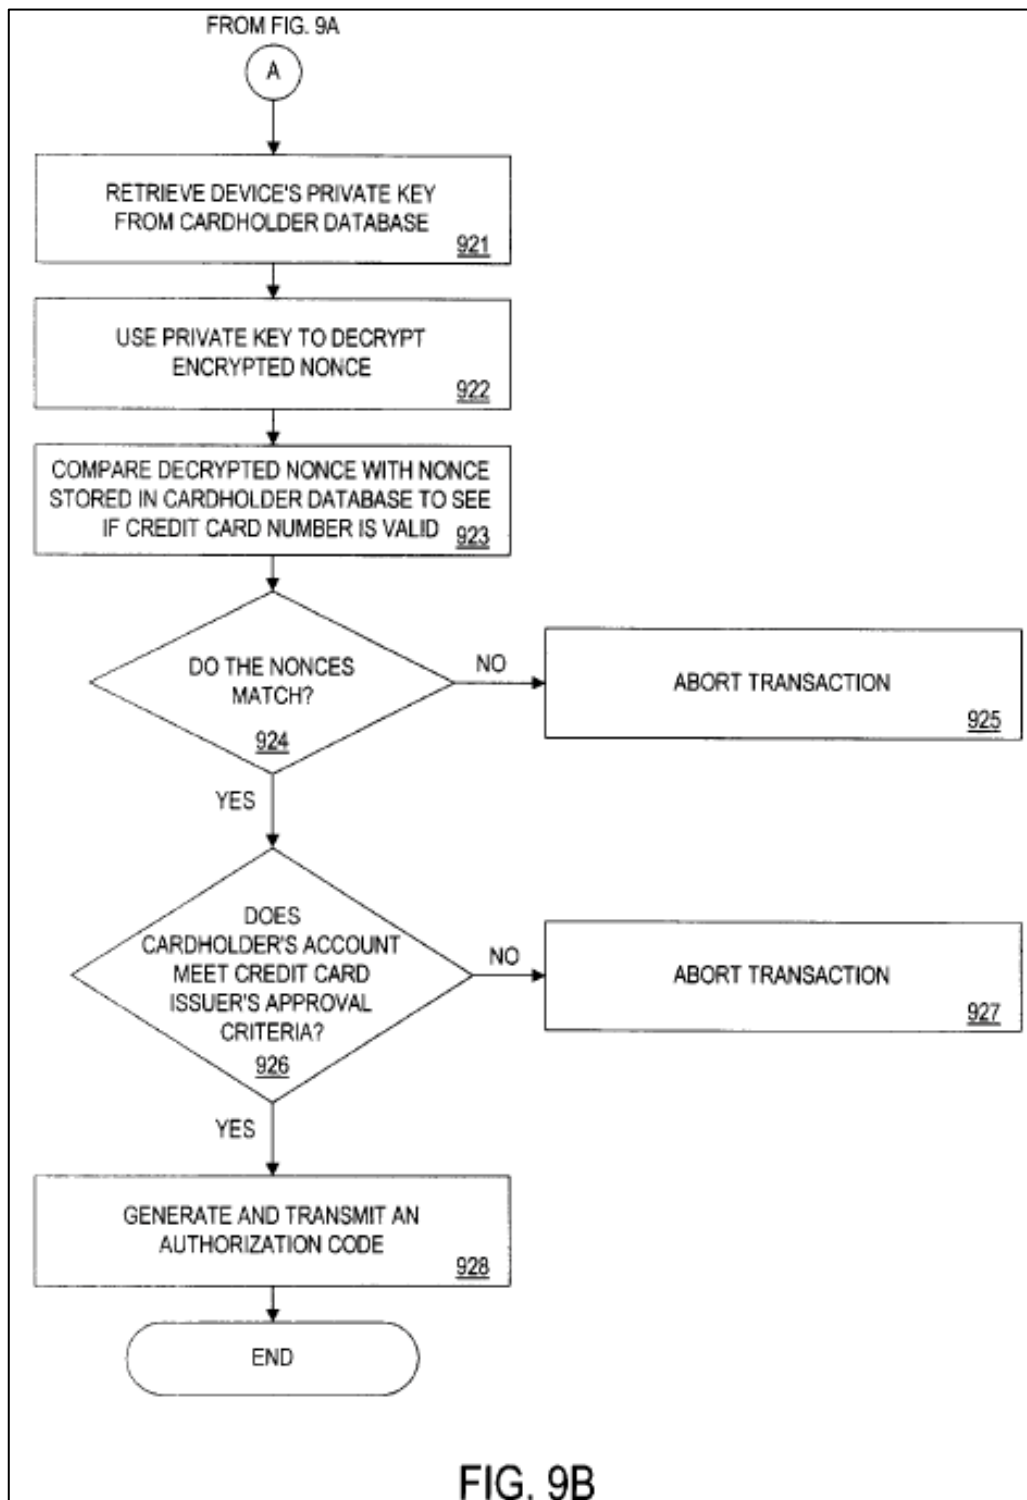 FROM FIG. 9A
A
RETRIEVE DEVICE'S PRIVATE KEY
FROM CARDHOLDER DATABASE
921
USE PRIVATE KEY TO DECRYPT
ENCRYPTED NONCE
922
COMPARE DECRYPTED NONCE WITH NONCE
STORED IN CARDHOLDER DATABASE TO SEE
IF CREDIT CARD NUMBER IS VALID
923
DO THE NONCES
MATCH?
924
NO
ABORT TRANSACTION
925
YES
DOES
CARDHOLDER'S ACCOUNT
MEET CREDIT CARD
ISSUER'S APPROVAL
CRITERIA?
926
NO
ABORT TRANSACTION
927
YES
GENERATE AND TRANSMIT AN
AUTHORIZATION CODE
928
END
FIG. 9B